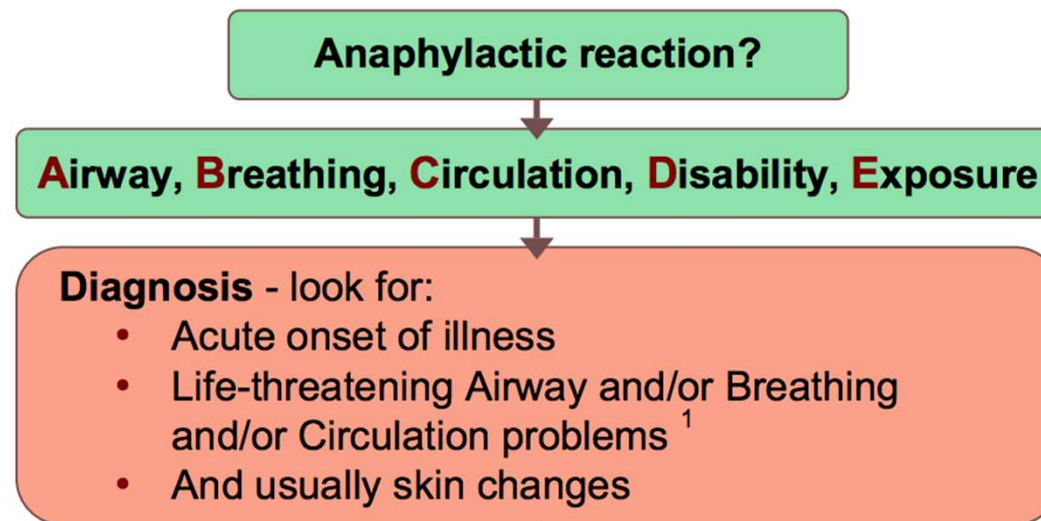 Anaphylactic reaction?
Airway, Breathing, Circulation, Disability, Exposure
Diagnosis - look for:
• Acute onset of illness
• Life-threatening Airway and/or Breathing
and/or Circulation problems 1
• And usually skin changes